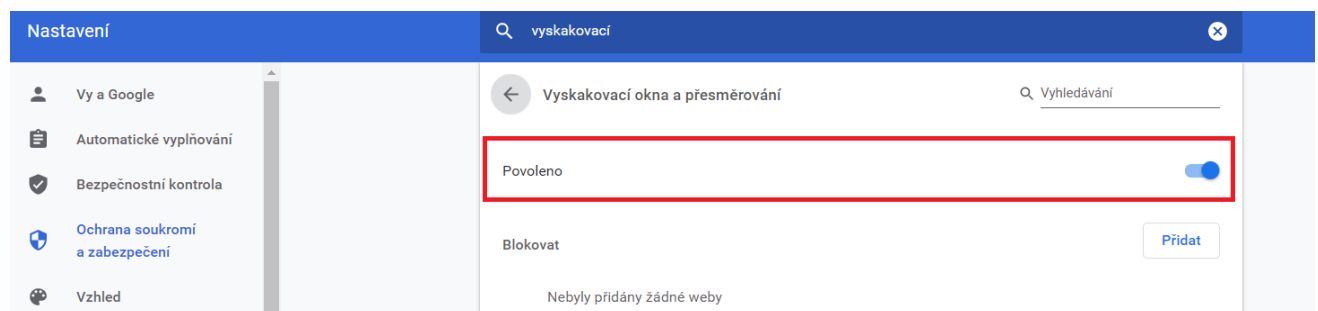 Nastavení
vyskakovací
Vy a Google
Automatické vyplňování
Bezpečnostní kontrola
Ochrana soukromí
a zabezpečení
Vzhled
Vyskakovací okna a přesměrování
Vyhledávání
Povoleno
Blokovat
Přidat
Nebyly přidány žádné weby